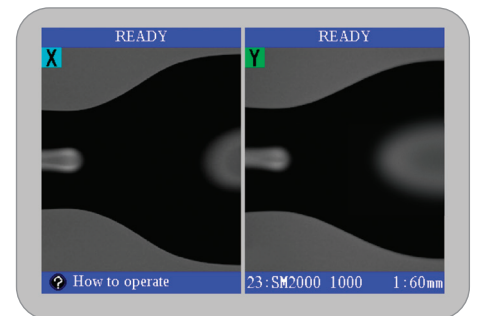 READY
X
READY
Y
? How to operate
23:SM2000 1000 1:60mm